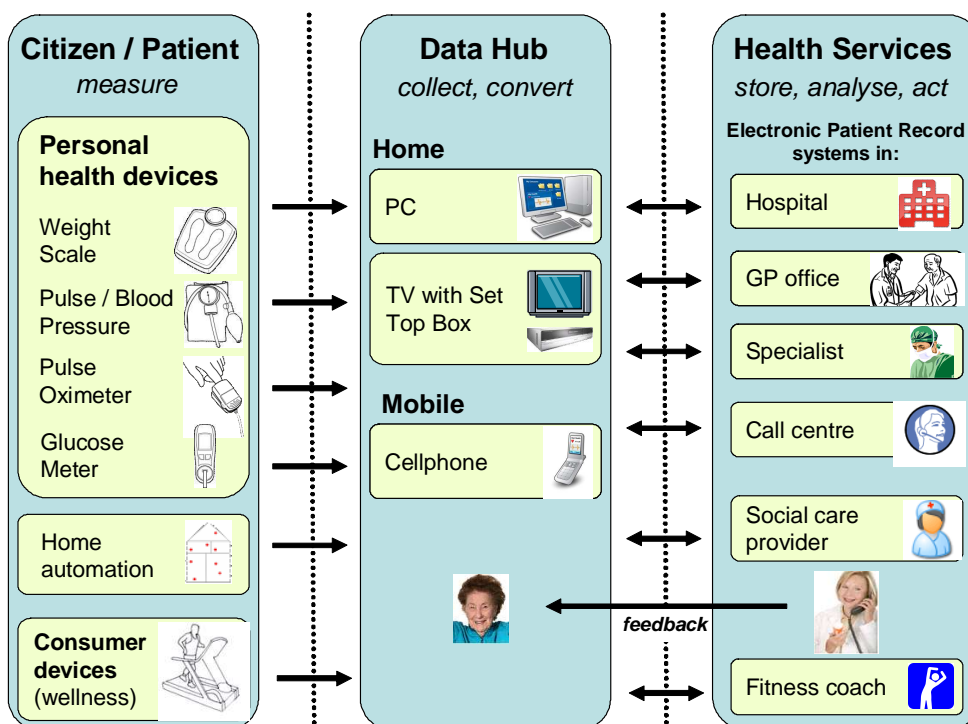 Citizen / Patient
measure
Personal
health devices
Weight
Scale
Pulse / Blood
Pressure
Pulse
Oximeter
Glucose
Meter
Home
automation
Consumer
devices
(wellness)
Data Hub
collect, convert
Home
PC
TV with Set
Top Box
Mobile
Cellphone
feedback
Health Services
store, analyse, act
Electronic Patient Record
systems in:
Hospital
GP office
Specialist
Call centre
Social care
provider
Fitness coach